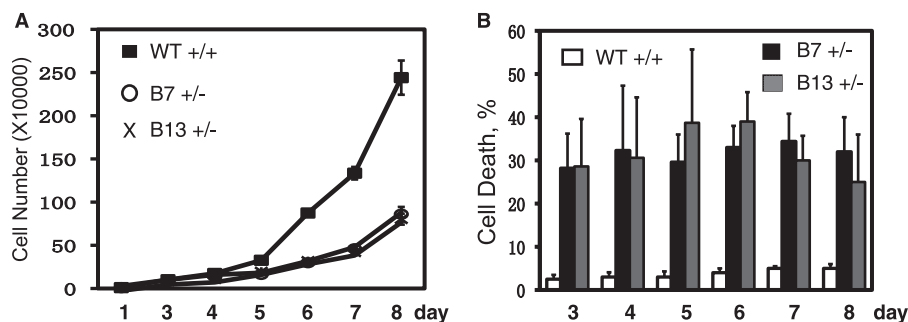 A
Cell Number (X10000)
300
250
200
150
100
50
0
WT +/+
B7 +/-
B13 +/-
1 3 4 5 6 7 8 day
B
Cell Death, %
60
50
40
30
20
10
0
WT +/+
B7 +/-
B13 +/-
3 4 5 6 7 8 day